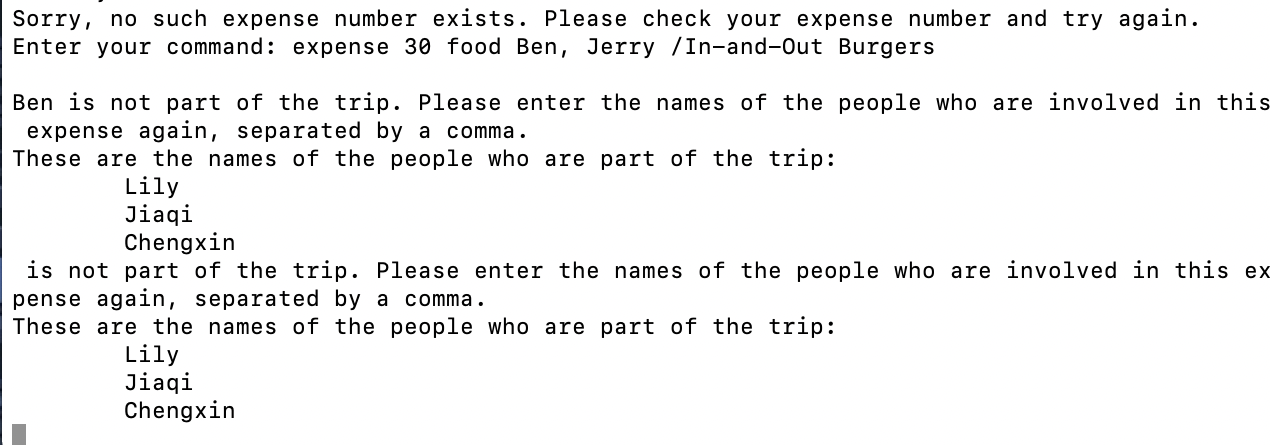 Sorry, no such expense number exists. Please check your expense number and try again.
Enter your command: expense 30 food Ben, Jerry /In-and-Out Burgers
Ben is not part of the trip. Please enter the names of the people who are involved in this
expense again, separated by a comma.
These are the names of the people who are part of the trip:
Lily
Jiaqi
Chengxin
is not part of the trip. Please enter the names of the people who are involved in this ex
pense again, separated by a comma.
These are the names of the people who are part of the trip:
Lily
Jiaqi
Chengxin